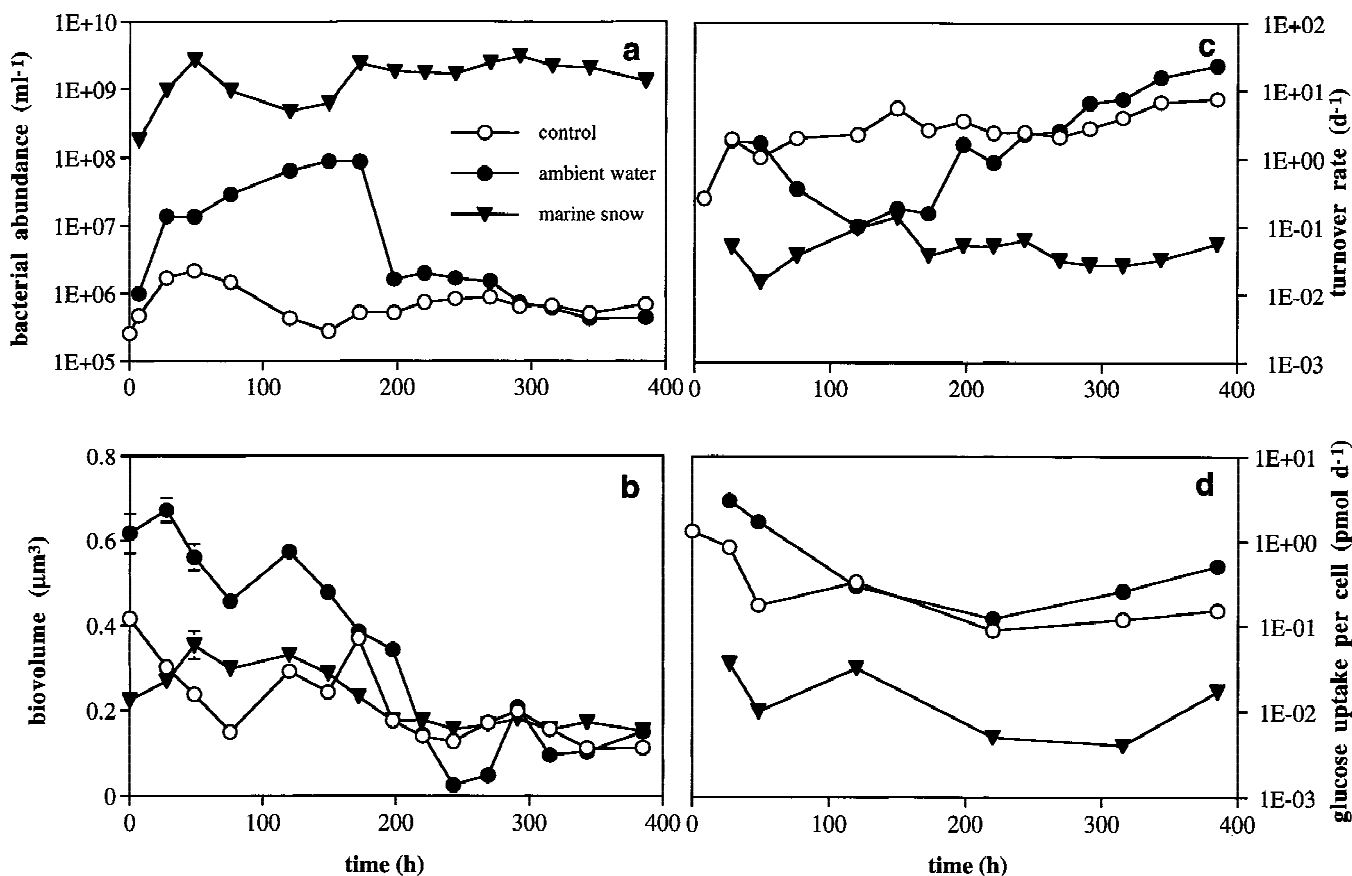 a
bacterial abundance (ml-1)
1E+10
1E+09
1E+08
1E+07
1E+06
1E+05
0
100
200
300
400
control
ambient water
marine snow
c
1E+02
1E+01
1E+00
1E-01
1E-02
1E-03
turnover rate (d-1)
0
100
200
300
400
b
biovolume (μm3)
0.8
0.6
0.4
0.2
0
0
100
200
300
400
time (h)
d
1E+01
1E+00
1E-01
1E-02
1E-03
glucose uptake per cell (pmol d-1)
0
100
200
300
400
time (h)